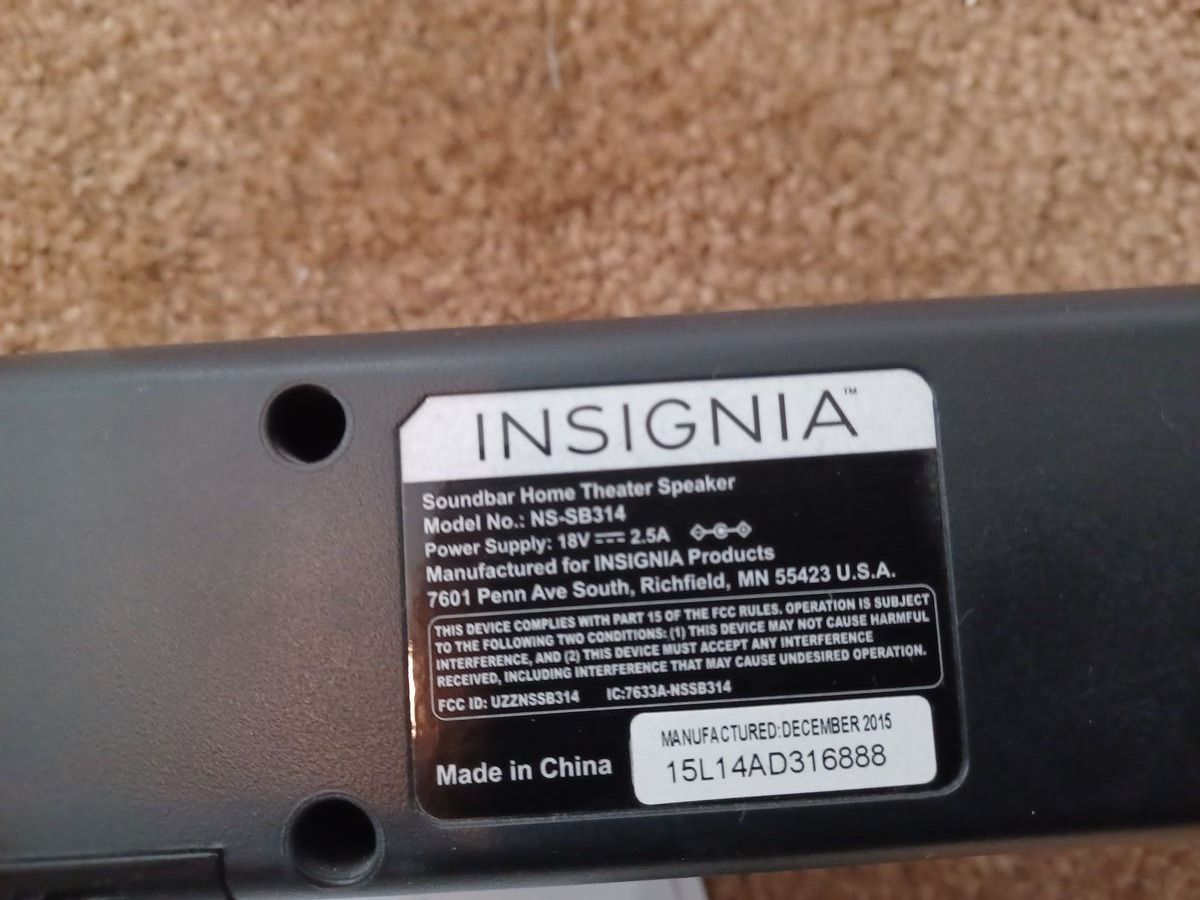 INSIGNIA™
Soundbar Home Theater Speaker
Model No.: NS-SB314
Power Supply: 18V ⎓ 2.5A
Manufactured for INSIGNIA Products
7601 Penn Ave South, Richfield, MN 55423 U.S.A.
THIS DEVICE COMPLIES WITH PART 15 OF THE FCC RULES. OPERATION IS SUBJECT
TO THE FOLLOWING TWO CONDITIONS: (1) THIS DEVICE MAY NOT CAUSE HARMFUL
INTERFERENCE, AND (2) THIS DEVICE MUST ACCEPT ANY INTERFERENCE
RECEIVED, INCLUDING INTERFERENCE THAT MAY CAUSE UNDESIRED OPERATION.
FCC ID: UZZNSSB314 IC:7633A-NSSB314
MANUFACTURED:DECEMBER 2015
Made in China 15L14AD316888